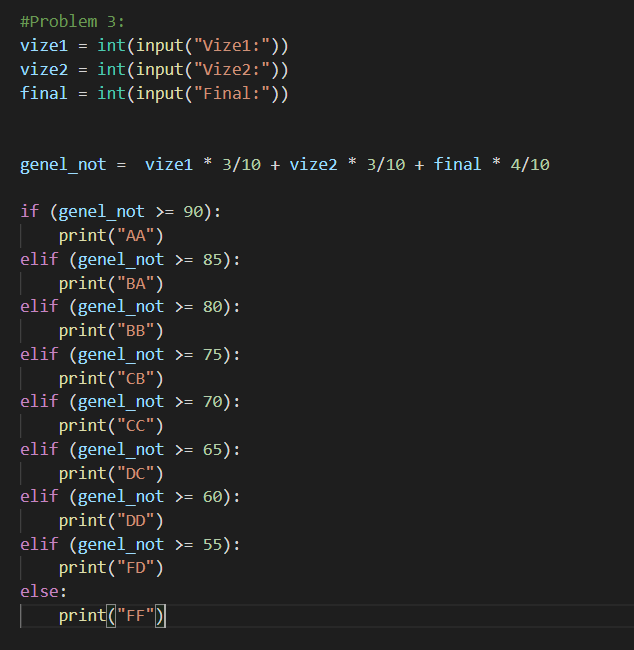 #Problem 3:
vize1 = int(input("Vize1:"))
vize2 = int(input("Vize2:"))
final = int(input("Final:"))
genel_not =  vize1 * 3/10 + vize2 * 3/10 + final * 4/10
if (genel_not >= 90):
    print("AA")
elif (genel_not >= 85):
    print("BA")
elif (genel_not >= 80):
    print("BB")
elif (genel_not >= 75):
    print("CB")
elif (genel_not >= 70):
    print("CC")
elif (genel_not >= 65):
    print("DC")
elif (genel_not >= 60):
    print("DD")
elif (genel_not >= 55):
    print("FD")
else:
    print("FF")